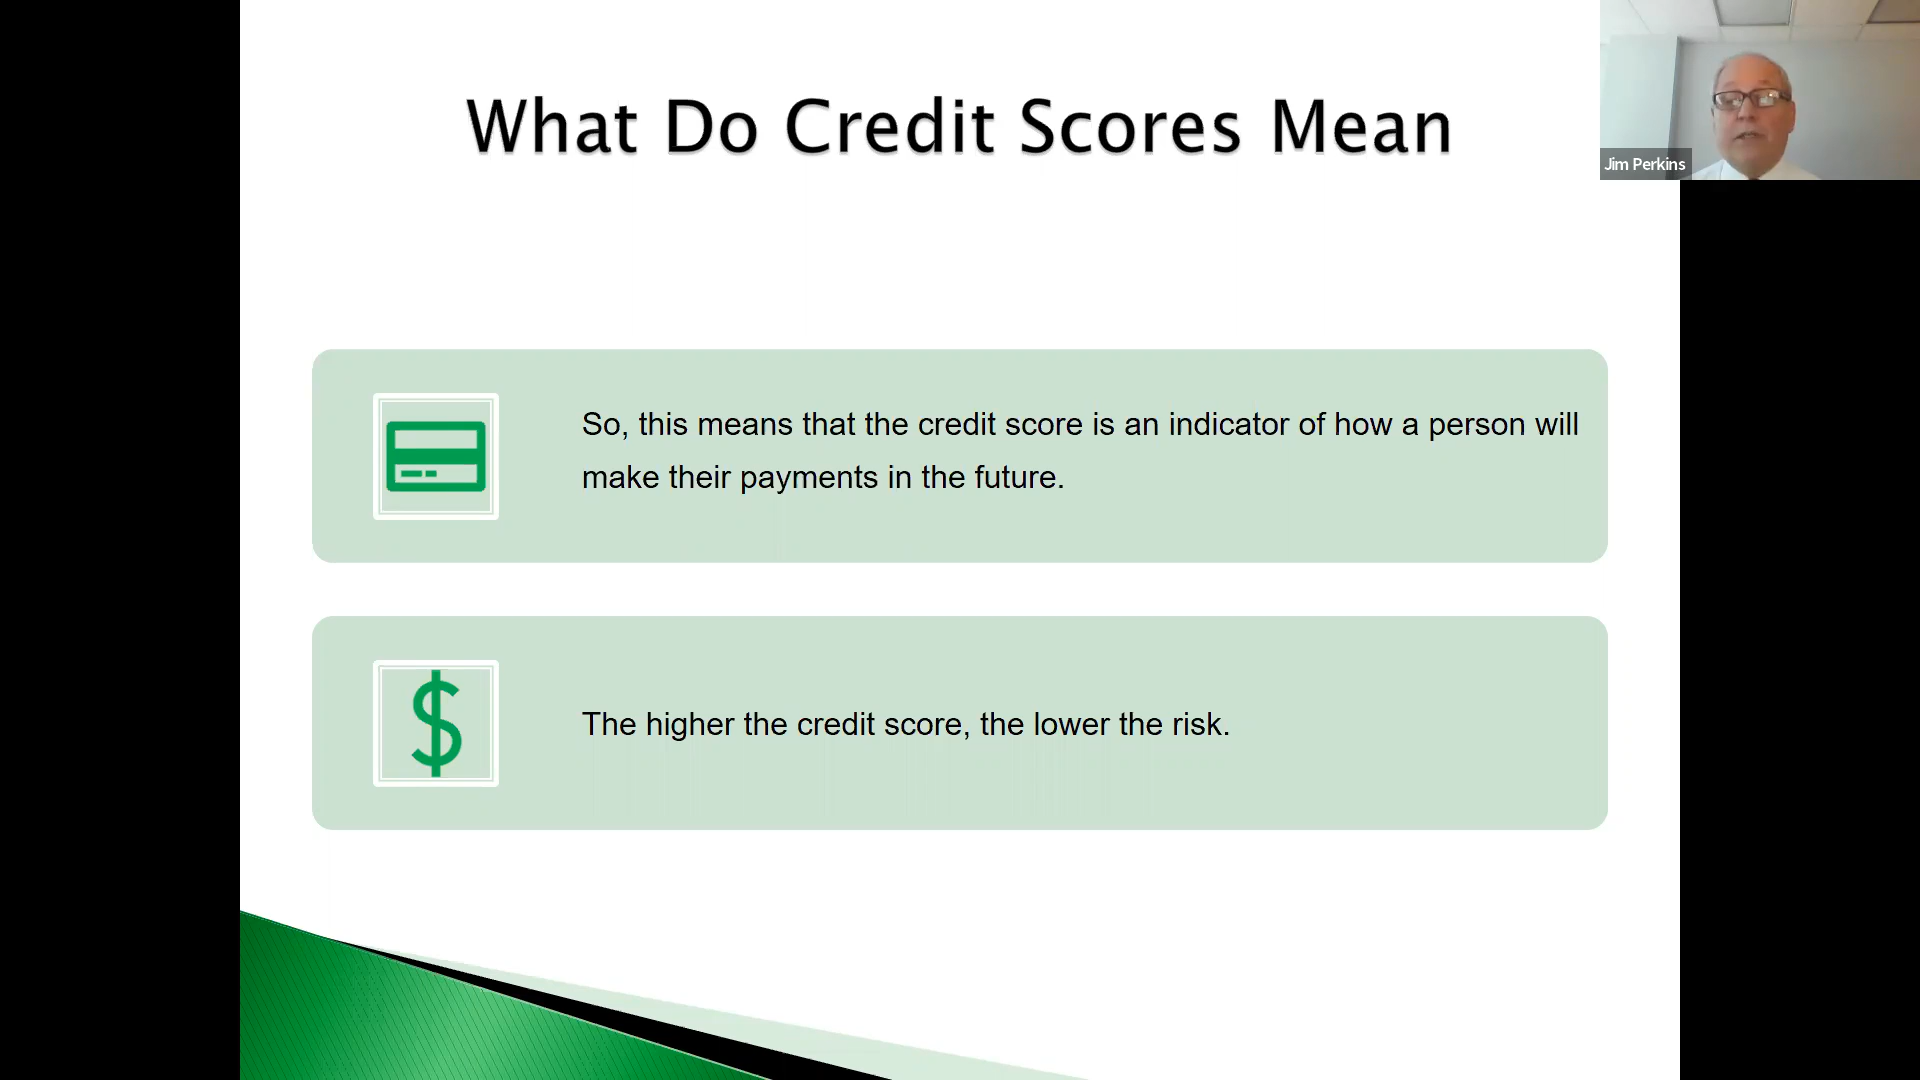 What Do Credit Scores Mean
Jim Perkins
So, this means that the credit score is an indicator of how a person will
make their payments in the future.
The higher the credit score, the lower the risk.